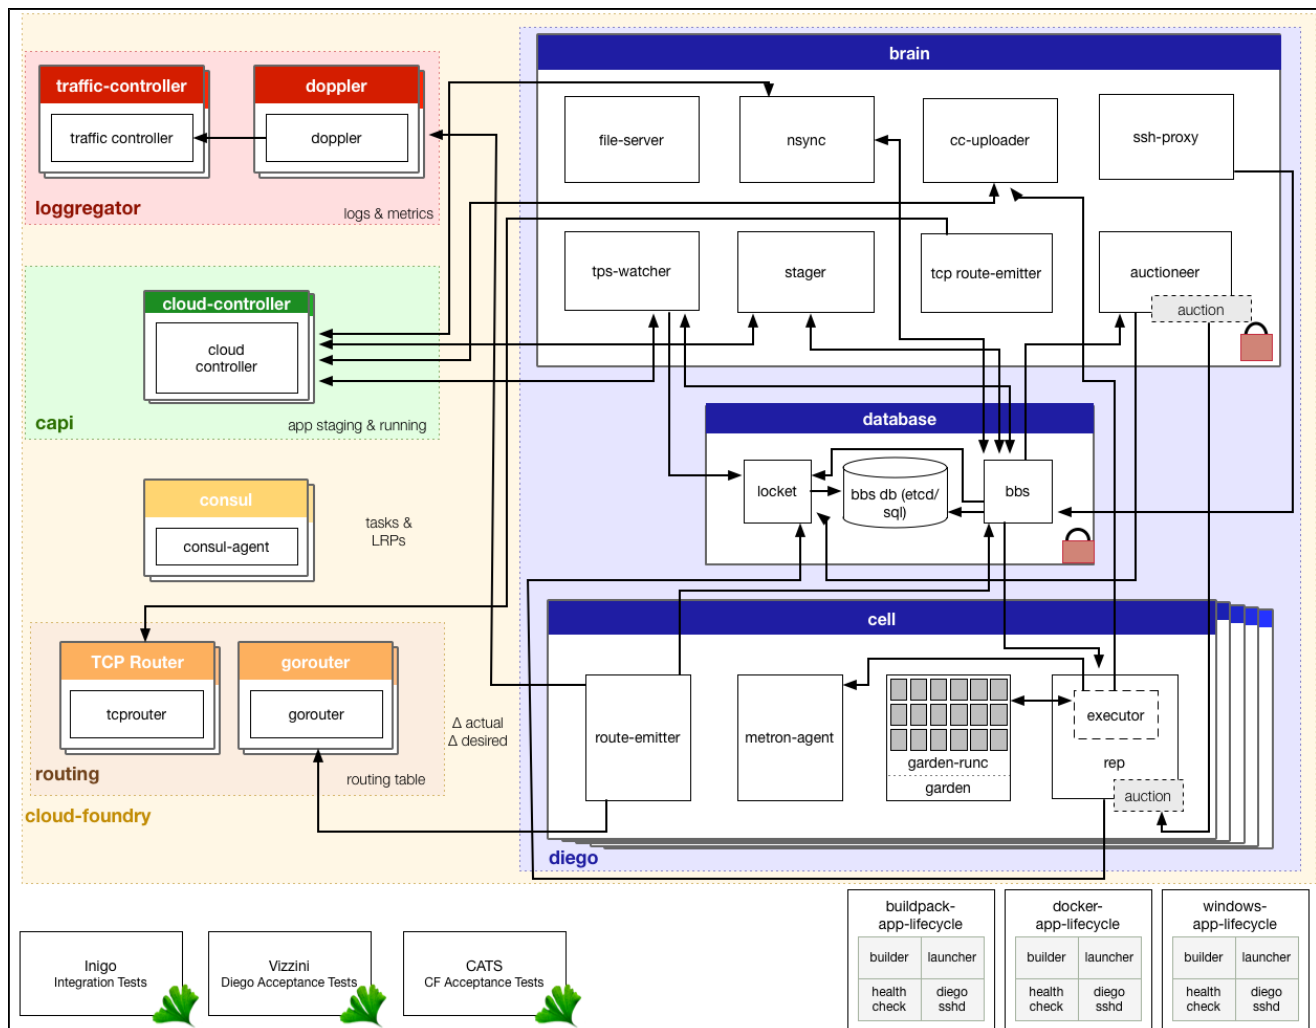 brain
traffic-controller
doppler
traffic controller
doppler
loggregator
logs & metrics
file-server
nsync
cc-uploader
ssh-proxy
tps-watcher
stager
tcp route-emitter
auctioneer
auction
cloud-controller
cloud
controller
capi
app staging & running
database
locket
bbs db (etcd/
sql)
bbs
consul
consul-agent
tasks &
LRPs
cell
TCP Router
gorouter
tcprouter
gorouter
routing
routing table
Δ actual
Δ desired
cloud-foundry
route-emitter
metron-agent
garden-runc
garden
executor
rep
auction
diego
Inigo
Integration Tests
Vizzini
Diego Acceptance Tests
CATS
CF Acceptance Tests
buildpack-
app-lifecycle
builder
launcher
health
check
diego
sshd
docker-
app-lifecycle
builder
launcher
health
check
diego
sshd
windows-
app-lifecycle
builder
launcher
health
check
diego
sshd